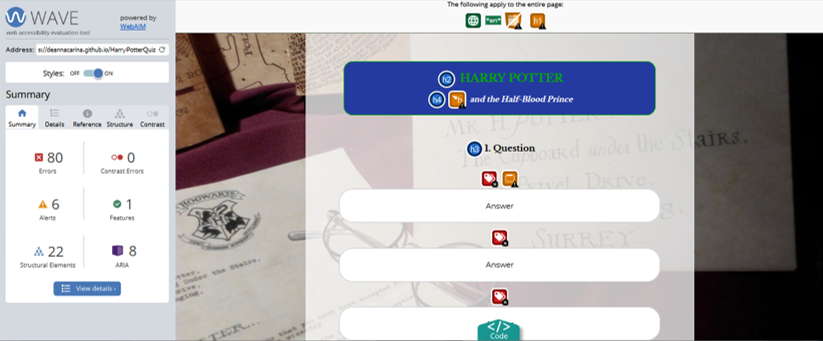 The following apply to the entire page:
"en"
h1
WAVE
web accessibility evaluation tool
powered by
WebAIM
Address:
s://deannacarina.github.io/HarryPotterQuiz
Styles: OFF ON
Summary
Summary Details Reference Structure Contrast
80
Errors
0
Contrast Errors
6
Alerts
1
Features
22
Structural Elements
8
ARIA
View details ›
h2 HARRY POTTER
h4 h and the Half-Blood Prince
h3 1. Question
Answer
Answer
</>
Code
MR. H POTTER,
The Cupboard under the Stairs,
Privet Drive,
SURREY
HOGWARTS
under the Stairs,